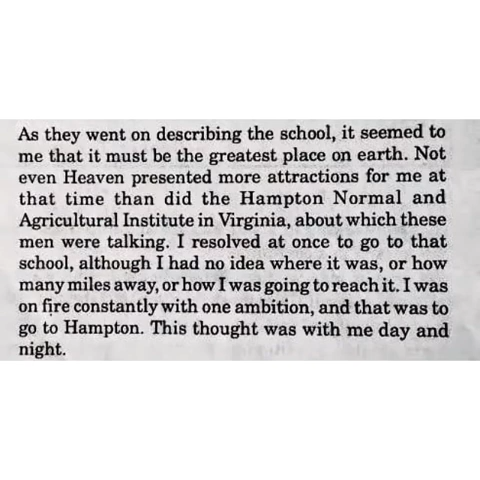 As they went on describing the school, it seemed to
me that it must be the greatest place on earth. Not
even Heaven presented more attractions for me at
that time than did the Hampton Normal and
Agricultural Institute in Virginia, about which these
men were talking. I resolved at once to go to that
school, although I had no idea where it was, or how
many miles away, or how I was going to reach it. I was
on fire constantly with one ambition, and that was to
go to Hampton. This thought was with me day and
night.